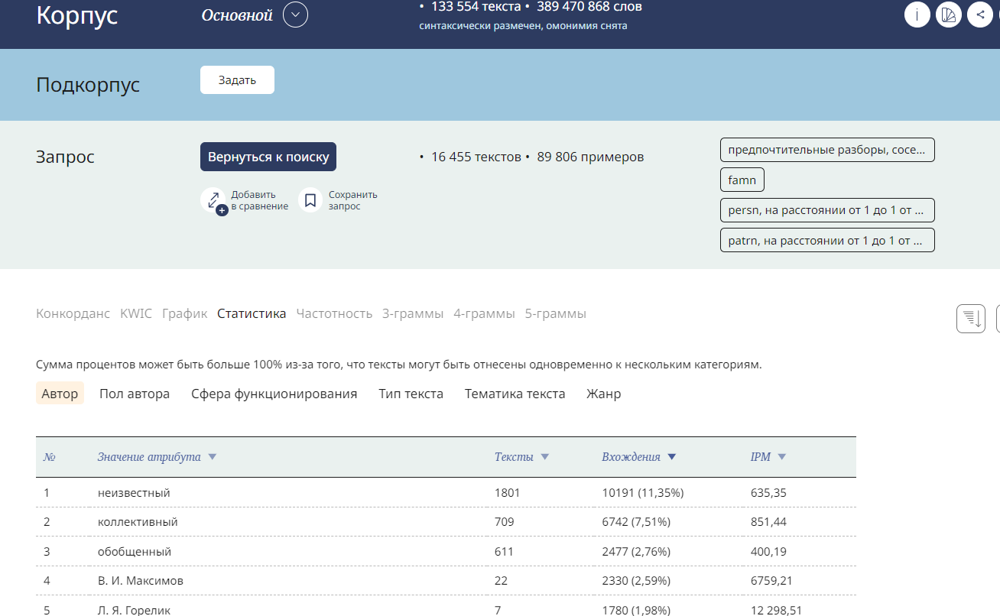 Корпус
Основной
• 133 554 текста • 389 470 868 слов
синтаксически размечен, омонимия снята
Подкорпус
Задать
Запрос
Вернуться к поиску
• 16 455 текстов • 89 806 примеров
Добавить
в сравнение
Сохранить
запрос
предпочтительные разборы, сосе...
famn
persn, на расстоянии от 1 до 1 от ...
patrn, на расстоянии от 1 до 1 от ...
Конкорданс KWIC График Статистика Частотность 3-граммы 4-граммы 5-граммы
Сумма процентов может быть больше 100% из-за того, что тексты могут быть отнесены одновременно к нескольким категориям.
Автор Пол автора Сфера функционирования Тип текста Тематика текста Жанр
№ Значение атрибута Тексты Вхождения IPM
1 неизвестный 1801 10191 (11,35%) 635,35
2 коллективный 709 6742 (7,51%) 851,44
3 обобщенный 611 2477 (2,76%) 400,19
4 В. И. Максимов 22 2330 (2,59%) 6759,21
5 Л. Я. Горелик 7 1780 (1,98%) 12 298,51